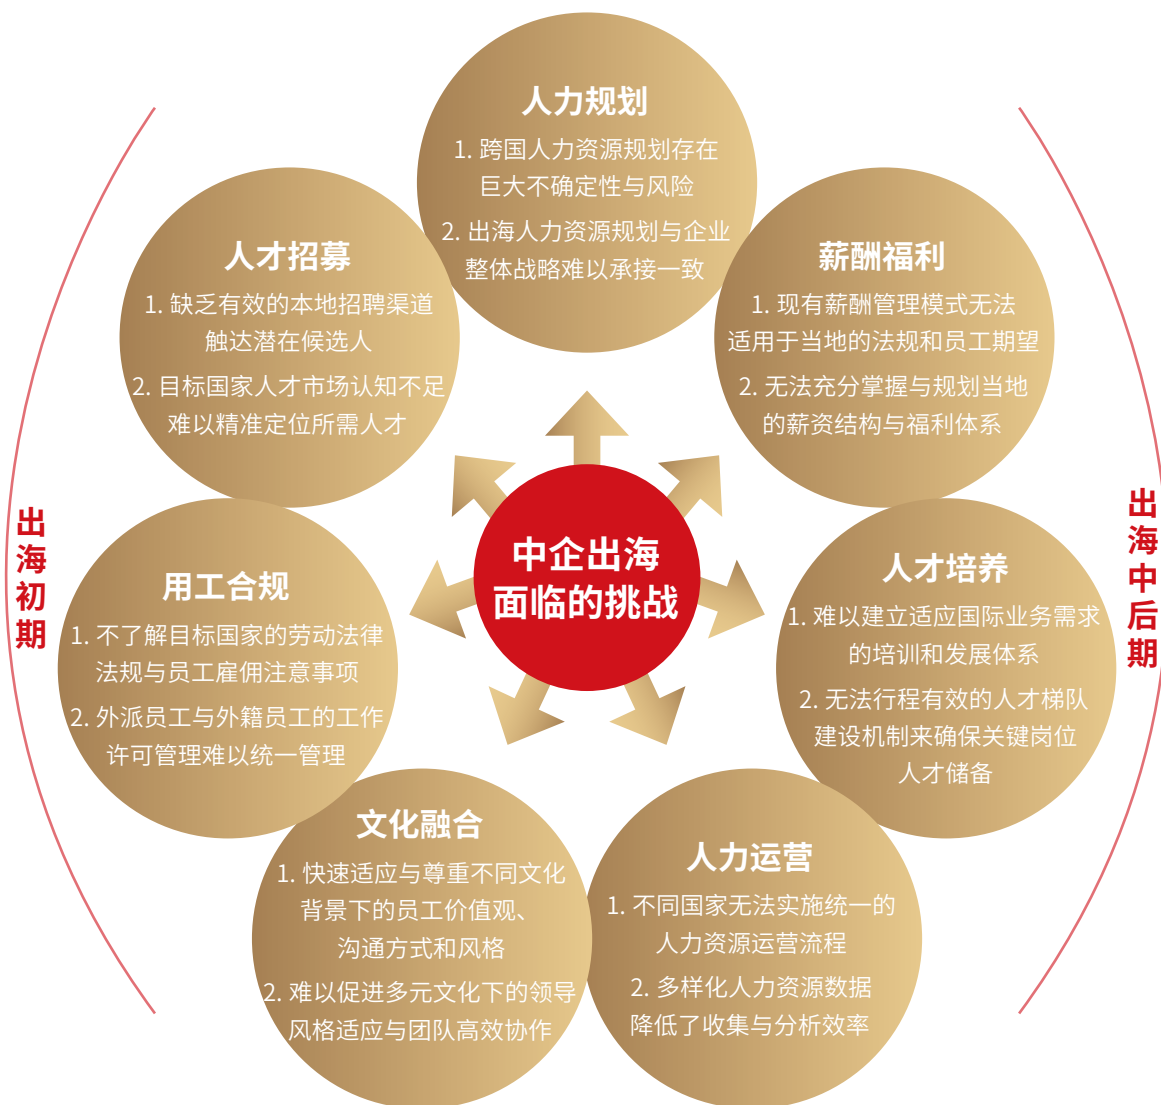 人力规划
1. 跨国人力资源规划存在
巨大不确定性与风险
2. 出海人力资源规划与企业
整体战略难以承接一致
人才招募
1. 缺乏有效的本地招聘渠道
触达潜在候选人
2. 目标国家人才市场认知不足
难以精准定位所需人才
薪酬福利
1. 现有薪酬管理模式无法
适用于当地的法规和员工期望
2. 无法充分掌握与规划当地
的薪资结构与福利体系
出海初期
中企出海
面临的挑战
出海中后期
用工合规
1. 不了解目标国家的劳动法律
法规与员工雇佣注意事项
2. 外派员工与外籍员工的工作
许可管理难以统一管理
人才培养
1. 难以建立适应国际业务需求
的培训和发展体系
2. 无法行程有效的人才梯队
建设机制来确保关键岗位
人才储备
文化融合
1. 快速适应与尊重不同文化
背景下的员工价值观、
沟通方式和风格
2. 难以促进多元文化下的领导
风格适应与团队高效协作
人力运营
1. 不同国家无法实施统一的
人力资源运营流程
2. 多样化人力资源数据
降低了收集与分析效率